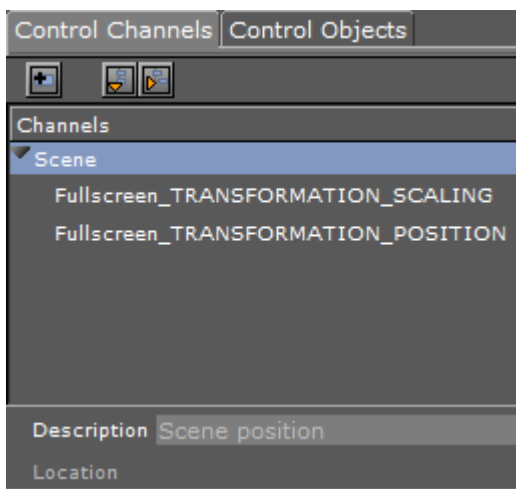 Control Channels Control Objects
Channels
Scene
Fullscreen_TRANSFORMATION_SCALING
Fullscreen_TRANSFORMATION_POSITION
Description Scene position
Location